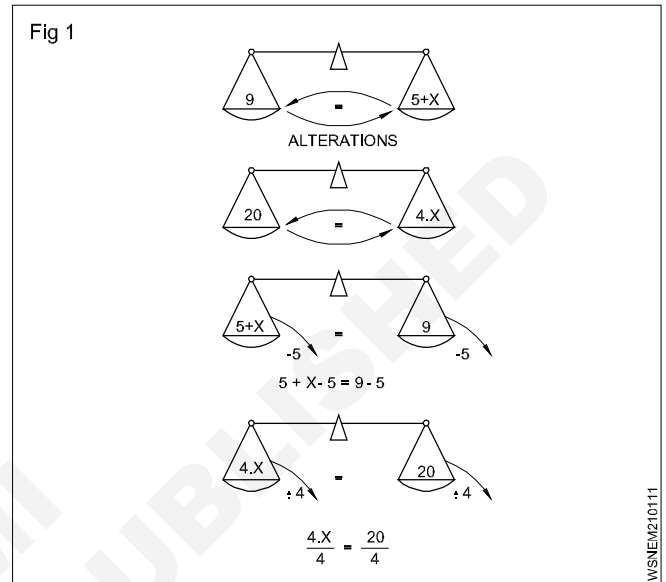 Fig 1
9 = 5+X
ALTERATIONS
20 = 4.X
5+X = 9
-5 -5
5 + X - 5 = 9 - 5
4.X = 20
÷ 4 ÷ 4
4.X = 20
4 4
WSNEM210111
UBLISHED